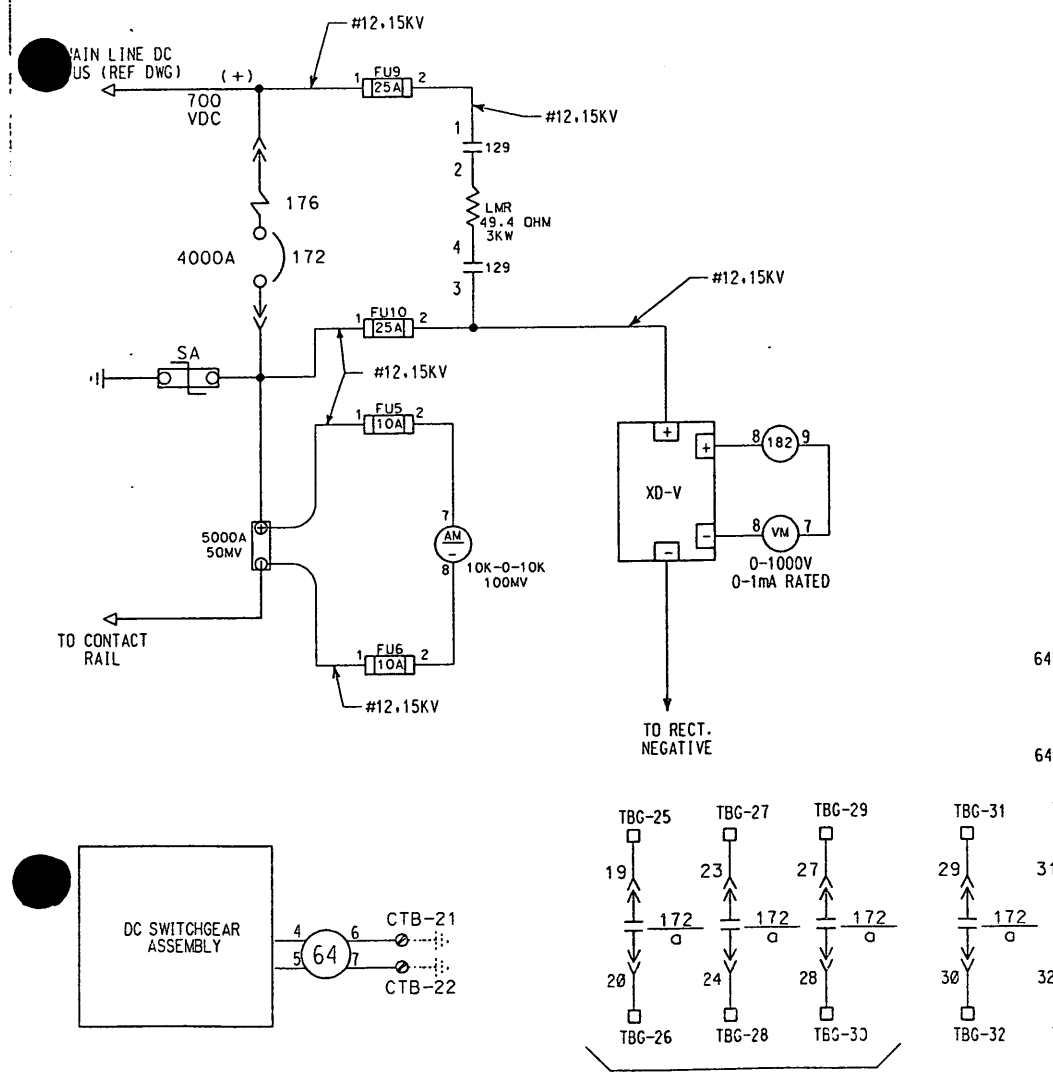 #12,15KV
AIN LINE DC
US (REF DWG)
(+)
700
VDC
1 FU9 2
25A
#12,15KV
1
129
2
LMR
49.4 OHM
3KW
4
129
3
176
4000A
172
#12,15KV
1 FU10 2
25A
SA
#12,15KV
1 FU5 2
10A
+
+
8 182 9
XD-V
-
-
8 VM 7
0-1000V
0-1mA RATED
5000A
50MV
7
AM
-
8
10K-0-10K
100MV
TO CONTACT
RAIL
1 FU6 2
10A
#12,15KV
TO RECT.
NEGATIVE
64
64
TBG-25
TBG-27
TBG-29
TBG-31
19
23
27
29
31
172
a
172
a
172
a
172
a
20
24
28
30
32
TBG-26
TBG-28
TBG-30
TBG-32
DC SWITCHGEAR
ASSEMBLY
4
5
64
6
7
CTB-21
CTB-22